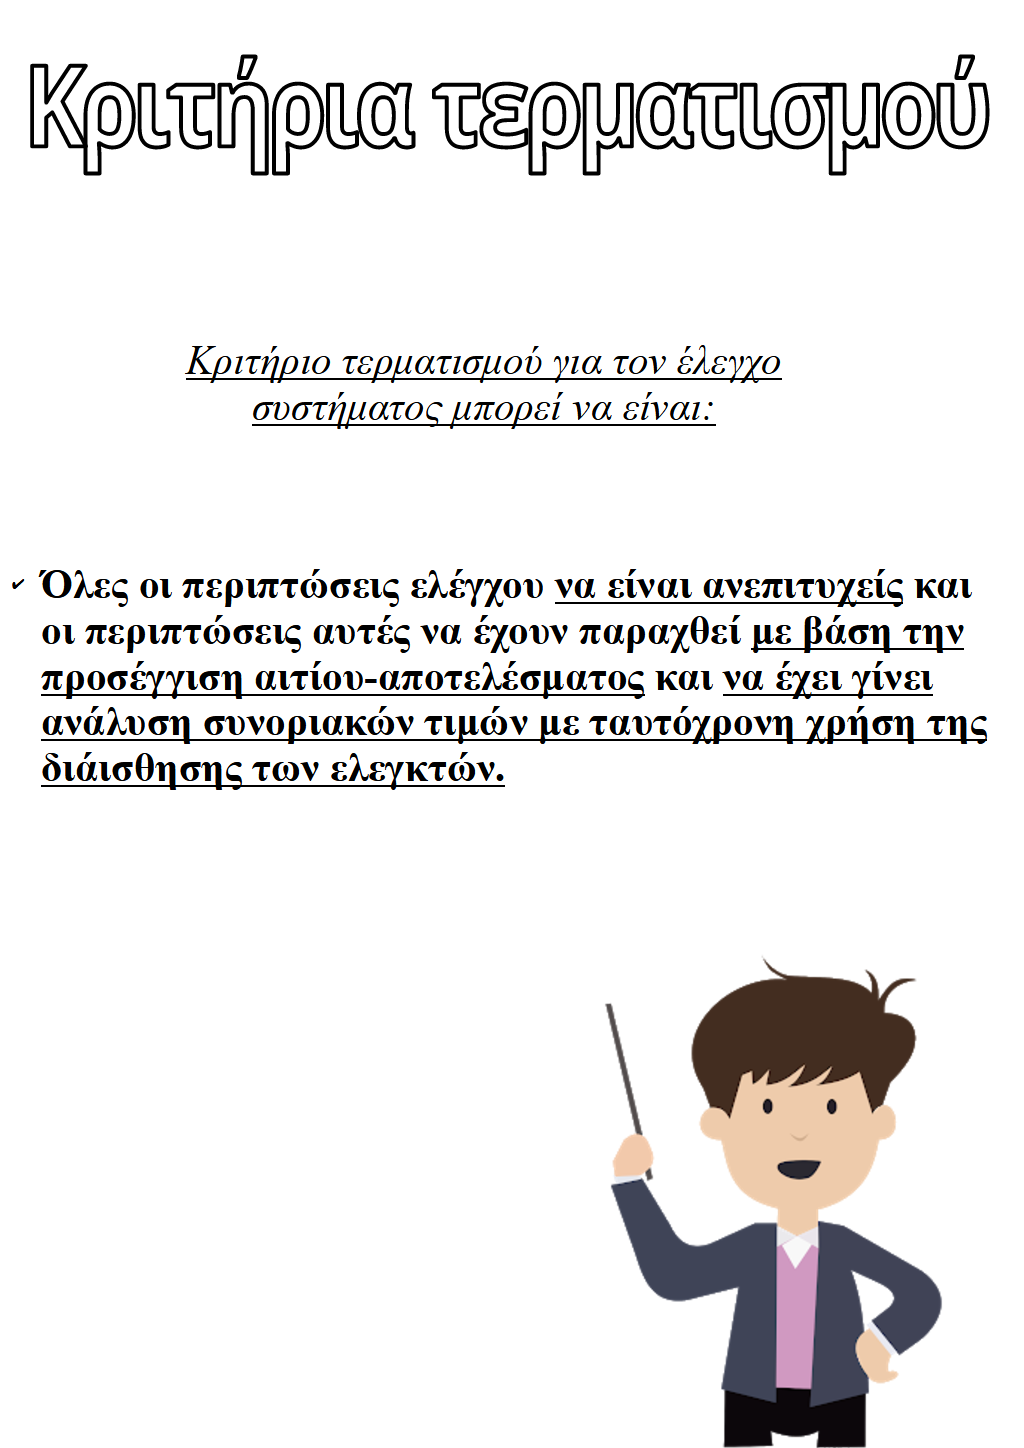 Κριτήρια τερματισμού
Κριτήριο τερματισμού για τον έλεγχο
συστήματος μπορεί να είναι:
✔ Όλες οι περιπτώσεις ελέγχου να είναι ανεπιτυχείς και
οι περιπτώσεις αυτές να έχουν παραχθεί με βάση την
προσέγγιση αιτίου-αποτελέσματος και να έχει γίνει
ανάλυση συνοριακών τιμών με ταυτόχρονη χρήση της
διάισθησης των ελεγκτών.